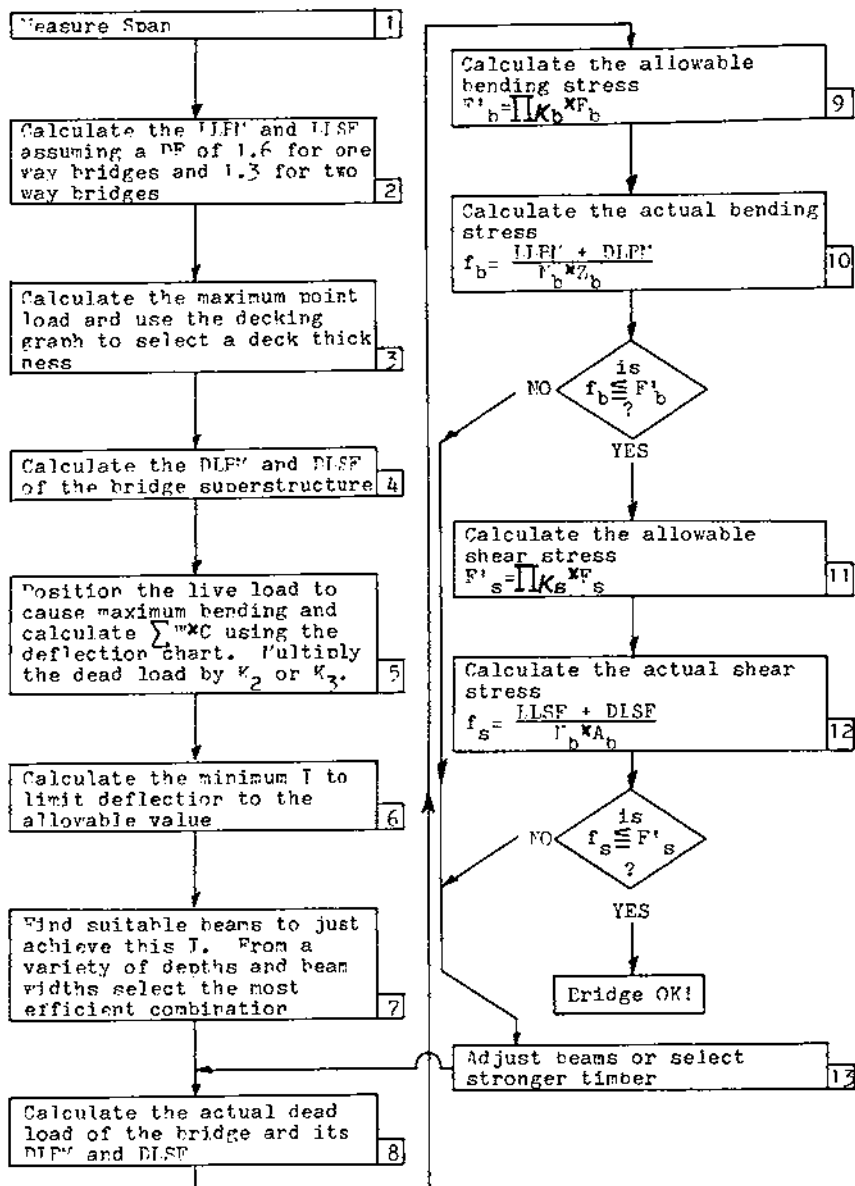 Measure Span
1
Calculate the LLBM and LLSF
assuming a DF of 1.6 for one
way bridges and 1.3 for two
way bridges
2
Calculate the maximum point
load and use the decking
graph to select a deck thick
ness
3
Calculate the DLBM and DLSF
of the bridge superstructure
4
Position the live load to
cause maximum bending and
calculate ∑ w*C using the
deflection chart. Multiply
the dead load by K2 or K3.
5
Calculate the minimum I to
limit deflection to the
allowable value
6
Find suitable beams to just
achieve this I. From a
variety of depths and beam
widths select the most
efficient combination
7
Calculate the actual dead
load of the bridge and its
DLBM and DLSF
8
Calculate the allowable
bending stress
F'b=∏Kb*Fb
9
Calculate the actual bending
stress
fb= LLBM + DLBM
Nb*Zb
10
is
fb≦F'b
?
NO
YES
Calculate the allowable
shear stress
F's=∏Ks*Fs
11
Calculate the actual shear
stress
fs= LLSF + DLSF
Nb*Ab
12
is
fs≦F's
?
NO
YES
Bridge OK!
Adjust beams or select
stronger timber
13